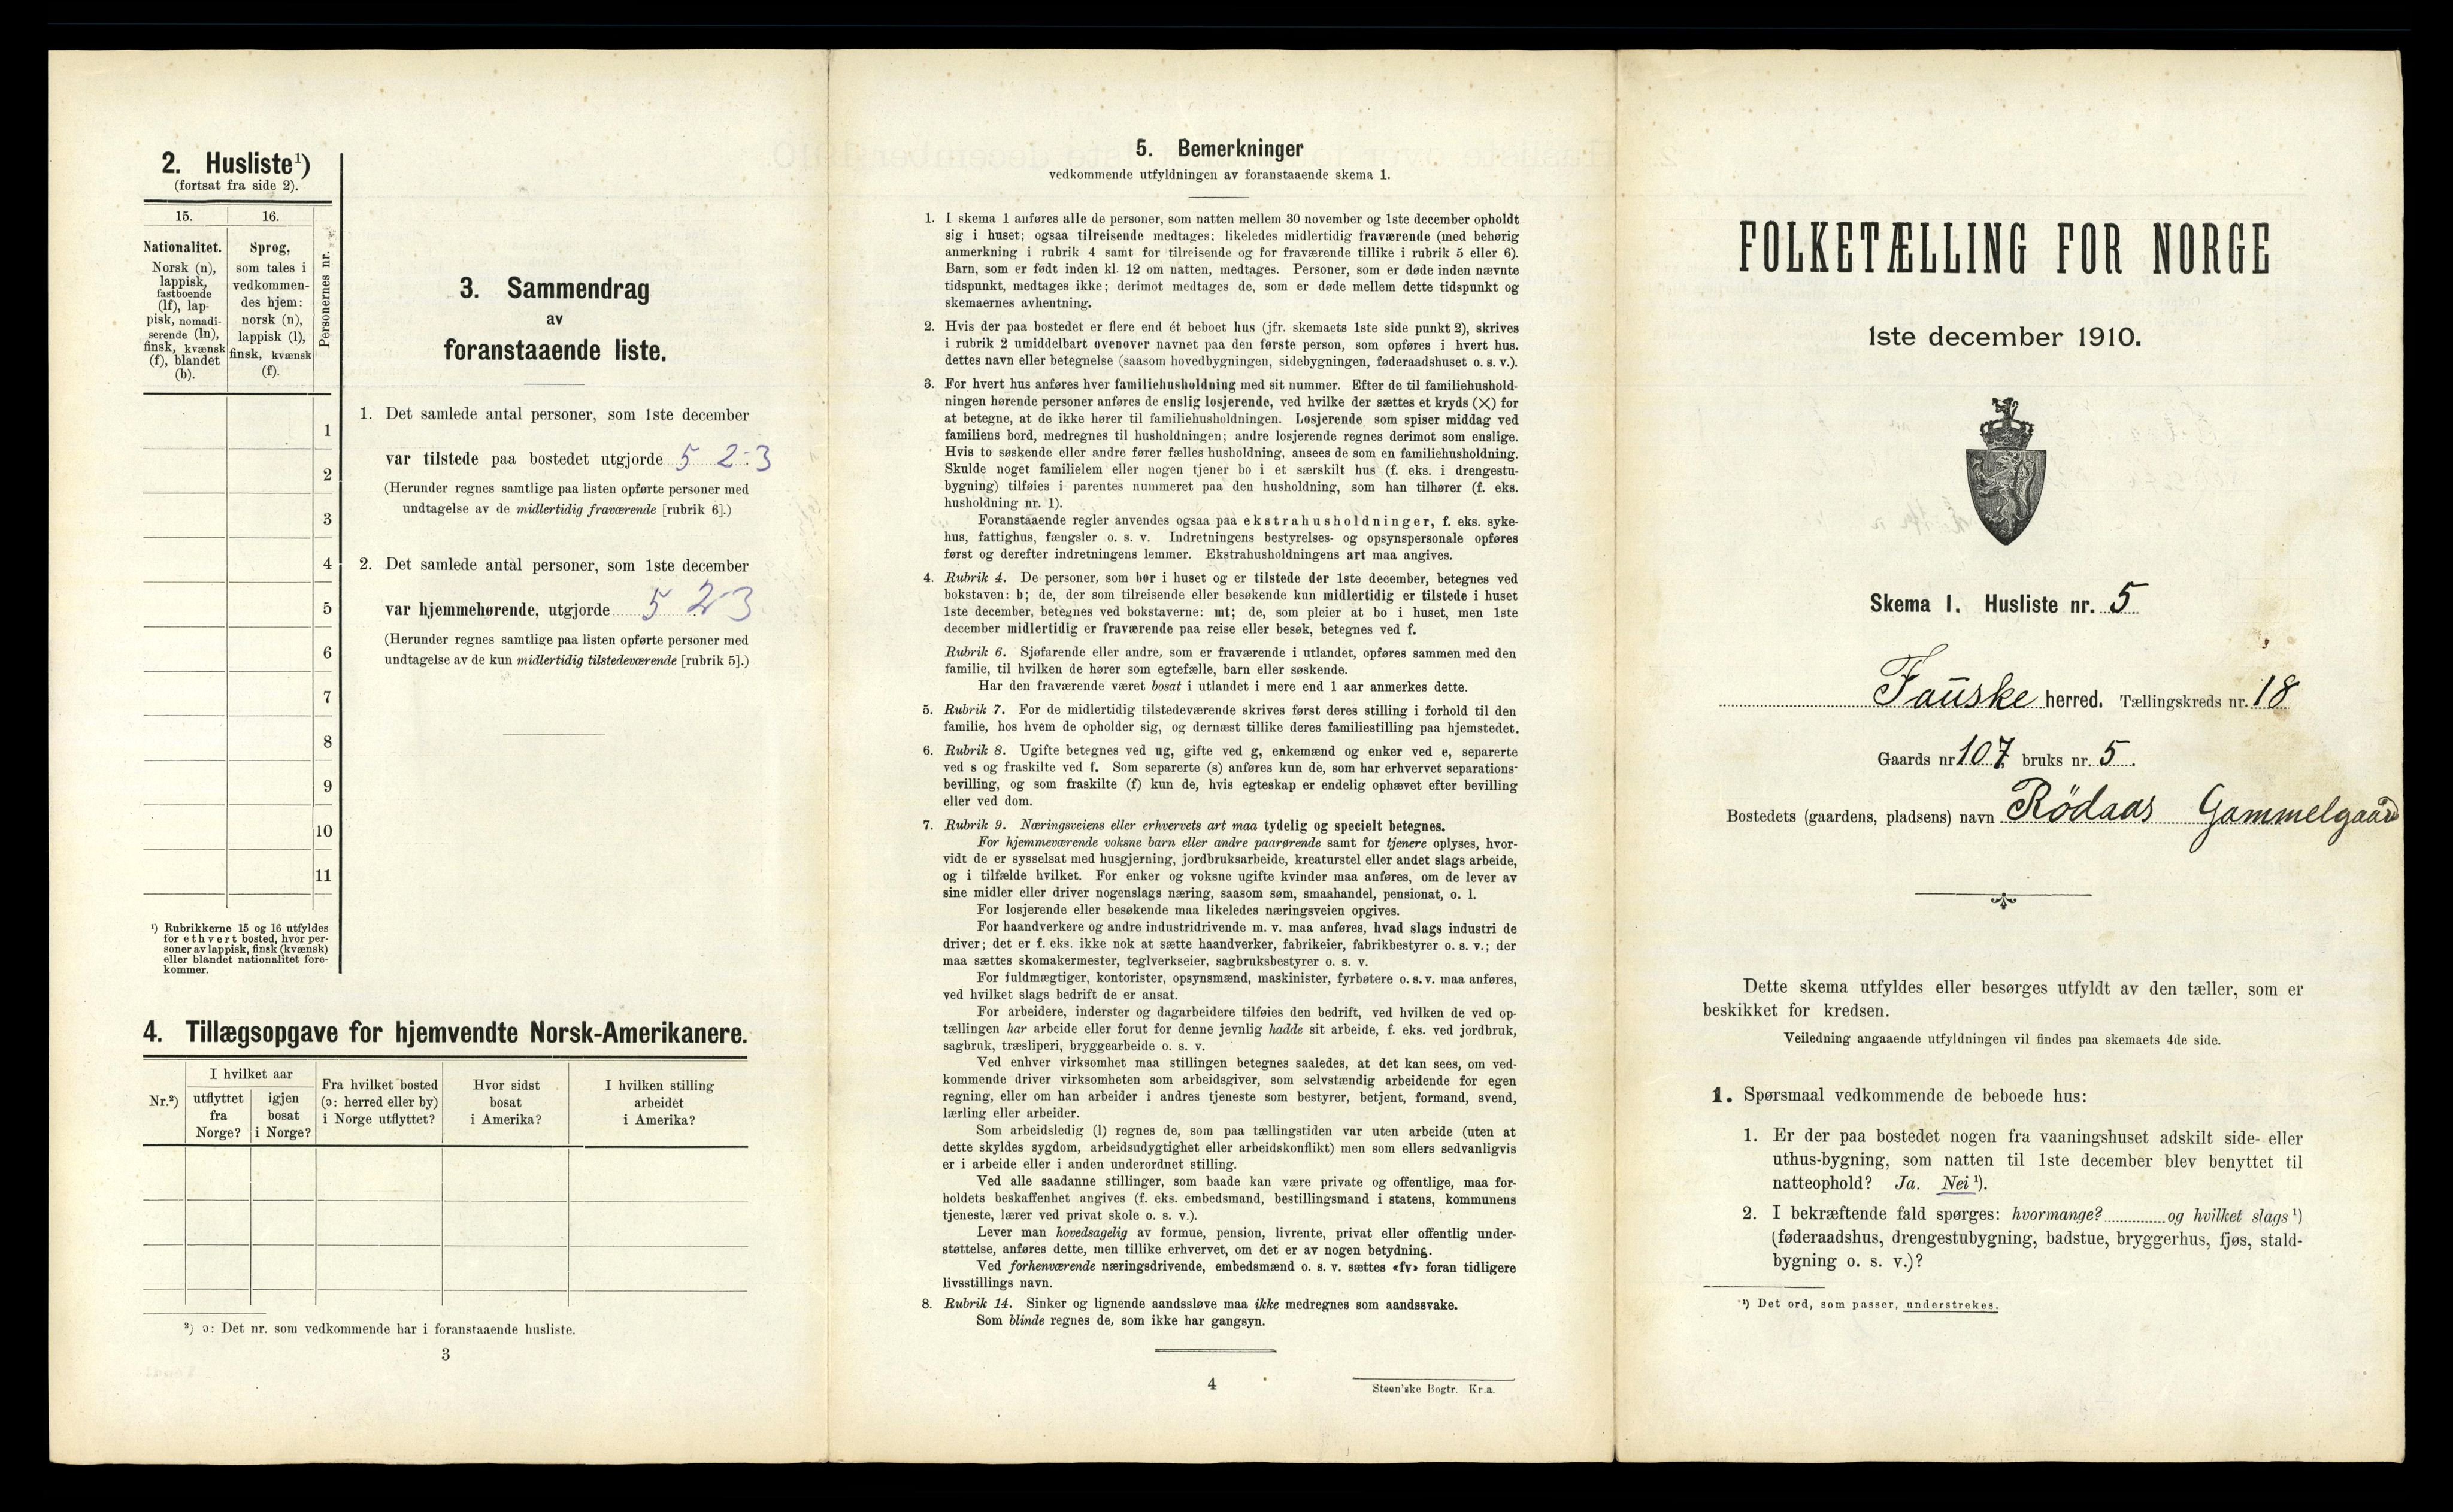 2. Husliste¹)
(fortsat fra side 2).
15.
16.
Personernes nr.
Nationalitet.
Norsk (n),
lappisk,
fastboende
(lf), lap-
pisk, nomadi-
serende (ln),
finsk, kvænsk
(f), blandet
(b).
Sprog,
som tales i
vedkommen-
des hjem:
norsk (n),
lappisk (l),
finsk, kvænsk
(f).
1
2
3
4
5
6
7
8
9
10
11
¹) Rubrikkerne 15 og 16 utfyldes
for ethvert bosted, hvor per-
soner av lappisk, finsk (kvænsk)
eller blandet nationalitet fore-
kommer.
3. Sammendrag
av
foranstaaende liste.
1. Det samlede antal personer, som 1ste december
var tilstede paa bostedet utgjorde 5 2-3
(Herunder regnes samtlige paa listen opførte personer med
undtagelse av de midlertidig fraværende [rubrik 6].)
2. Det samlede antal personer, som 1ste december
var hjemmehørende, utgjorde 5 2-3
(Herunder regnes samtlige paa listen opførte personer med
undtagelse av de kun midlertidig tilstedeværende [rubrik 5].)
4. Tillægsopgave for hjemvendte Norsk-Amerikanere.
Nr.²)
I hvilket aar
utflyttet
fra
Norge?
igjen
bosat
i Norge?
Fra hvilket bosted
(ɔ: herred eller by)
i Norge utflyttet?
Hvor sidst
bosat
i Amerika?
I hvilken stilling
arbeidet
i Amerika?
²) ɔ: Det nr. som vedkommende har i foranstaaende husliste.
3
5. Bemerkninger
vedkommende utfyldningen av foranstaaende skema 1.
1. I skema 1 anføres alle de personer, som natten mellem 30 november og 1ste december opholdt
sig i huset; ogsaa tilreisende medtages; likeledes midlertidig fraværende (med behørig
anmerkning i rubrik 4 samt for tilreisende og for fraværende tillike i rubrik 5 eller 6).
Barn, som er født inden kl. 12 om natten, medtages. Personer, som er døde inden nævnte
tidspunkt, medtages ikke; derimot medtages de, som er døde mellem dette tidspunkt og
skemaernes avhentning.
2. Hvis der paa bostedet er flere end ét beboet hus (jfr. skemaets 1ste side punkt 2), skrives
i rubrik 2 umiddelbart ovenover navnet paa den første person, som opføres i hvert hus.
dettes navn eller betegnelse (saasom hovedbygningen, sidebygningen, føderaadshuset o. s. v.).
3. For hvert hus anføres hver familiehusholdning med sit nummer. Efter de til familiehushold-
ningen hørende personer anføres de enslig losjerende, ved hvilke der sættes et kryds (×) for
at betegne, at de ikke hører til familiehusholdningen. Losjerende som spiser middag ved
familiens bord, medregnes til husholdningen; andre losjerende regnes derimot som enslige.
Hvis to søskende eller andre fører fælles husholdning, ansees de som en familiehusholdning.
Skulde noget familielem eller nogen tjener bo i et særskilt hus (f. eks. i drengestu-
bygning) tilføies i parentes nummeret paa den husholdning, som han tilhører (f. eks.
husholdning nr. 1).
Foranstaaende regler anvendes ogsaa paa ekstrahusholdninger, f. eks. syke-
hus, fattighus, fængsler o. s. v. Indretningens bestyrelses- og opsynspersonale opføres
først og derefter indretningens lemmer. Ekstrahusholdningens art maa angives.
4. Rubrik 4. De personer, som bor i huset og er tilstede der 1ste december, betegnes ved
bokstaven: b; de, der som tilreisende eller besøkende kun midlertidig er tilstede i huset
1ste december, betegnes ved bokstaverne: mt; de, som pleier at bo i huset, men 1ste
december midlertidig er fraværende paa reise eller besøk, betegnes ved f.
Rubrik 6. Sjøfarende eller andre, som er fraværende i utlandet, opføres sammen med den
familie, til hvilken de hører som egtefælle, barn eller søskende.
Har den fraværende været bosat i utlandet i mere end 1 aar anmerkes dette.
5. Rubrik 7. For de midlertidig tilstedeværende skrives først deres stilling i forhold til den
familie, hos hvem de opholder sig, og dernæst tillike deres familiestilling paa hjemstedet.
6. Rubrik 8. Ugifte betegnes ved ug, gifte ved g, enkemænd og enker ved e, separerte
ved s og fraskilte ved f. Som separerte (s) anføres kun de, som har erhvervet separations-
bevilling, og som fraskilte (f) kun de, hvis egteskap er endelig ophævet efter bevilling
eller ved dom.
7. Rubrik 9. Næringsveiens eller erhvervets art maa tydelig og specielt betegnes.
For hjemmeværende voksne barn eller andre paarørende samt for tjenere oplyses, hvor-
vidt de er sysselsat med husgjerning, jordbruksarbeide, kreaturstel eller andet slags arbeide,
og i tilfælde hvilket. For enker og voksne ugifte kvinder maa anføres, om de lever av
sine midler eller driver nogenslags næring, saasom søm, smaahandel, pensionat, o. l.
For losjerende eller besøkende maa likeledes næringsveien opgives.
For haandverkere og andre industridrivende m. v. maa anføres, hvad slags industri de
driver; det er f. eks. ikke nok at sætte haandverker, fabrikeier, fabrikbestyrer o. s. v.; der
maa sættes skomakermester, teglverkseier, sagbruksbestyrer o. s. v.
For fuldmægtiger, kontorister, opsynsmænd, maskinister, fyrbøtere o. s. v. maa anføres,
ved hvilket slags bedrift de er ansat.
For arbeidere, inderster og dagarbeidere tilføies den bedrift, ved hvilken de ved op-
tællingen har arbeide eller forut for denne jevnlig hadde sit arbeide, f. eks. ved jordbruk,
sagbruk, træsliperi, bryggearbeide o. s. v.
Ved enhver virksomhet maa stillingen betegnes saaledes, at det kan sees, om ved-
kommende driver virksomheten som arbeidsgiver, som selvstændig arbeidende for egen
regning, eller om han arbeider i andres tjeneste som bestyrer, betjent, formand, svend,
lærling eller arbeider.
Som arbeidsledig (l) regnes de, som paa tællingstiden var uten arbeide (uten at
dette skyldes sygdom, arbeidsudygtighet eller arbeidskonflikt) men som ellers sedvanligvis
er i arbeide eller i anden underordnet stilling.
Ved alle saadanne stillinger, som baade kan være private og offentlige, maa for-
holdets beskaffenhet angives (f. eks. embedsmand, bestillingsmand i statens, kommunens
tjeneste, lærer ved privat skole o. s. v.).
Lever man hovedsagelig av formue, pension, livrente, privat eller offentlig under-
støttelse, anføres dette, men tillike erhvervet, om det er av nogen betydning.
Ved forhenværende næringsdrivende, embedsmænd o. s. v. sættes «fv» foran tidligere
livsstillings navn.
8. Rubrik 14. Sinker og lignende aandssløve maa ikke medregnes som aandssvake.
Som blinde regnes de, som ikke har gangsyn.
4
Steen'ske Bogtr. Kr.a.
FOLKETÆLLING FOR NORGE
1ste december 1910.
Skema 1. Husliste nr. 5
Fauske herred. Tællingskreds nr. 18
Gaards nr 107 bruks nr. 5.
Bostedets (gaardens, pladsens) navn Rödaas Gammelgaard
Dette skema utfyldes eller besørges utfyldt av den tæller, som er
beskikket for kredsen.
Veiledning angaaende utfyldningen vil findes paa skemaets 4de side.
1. Spørsmaal vedkommende de beboede hus:
1. Er der paa bostedet nogen fra vaaningshuset adskilt side- eller
uthus-bygning, som natten til 1ste december blev benyttet til
natteophold? Ja. Nei ¹).
2. I bekræftende fald spørges: hvormange? og hvilket slags ¹)
(føderaadshus, drengestubygning, badstue, bryggerhus, fjøs, stald-
bygning o. s. v.)?
¹) Det ord, som passer, understrekes.